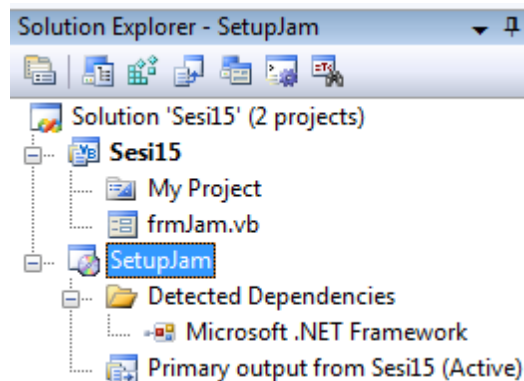 Solution Explorer - SetupJam
Solution 'Sesi15' (2 projects)
Sesi15
My Project
frmJam.vb
SetupJam
Detected Dependencies
Microsoft .NET Framework
Primary output from Sesi15 (Active)